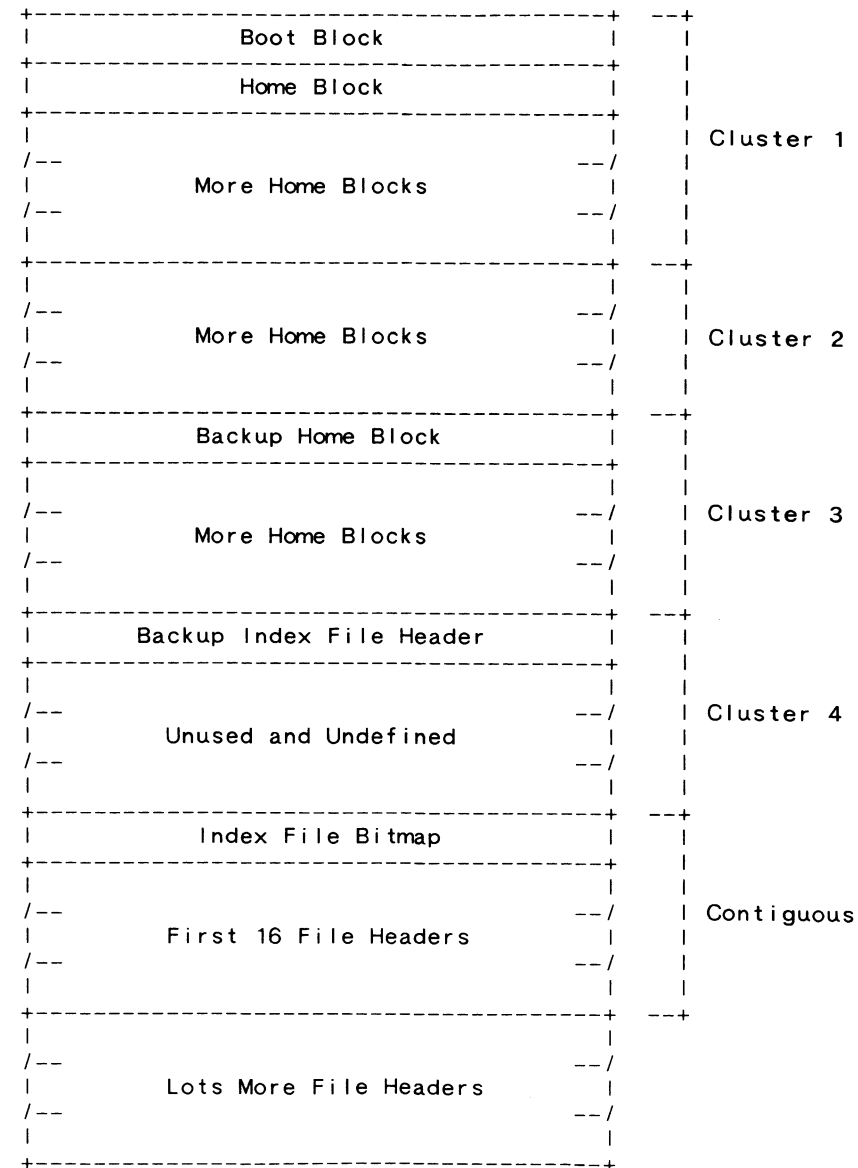 Boot Block
Home Block
Cluster 1
More Home Blocks
More Home Blocks
Cluster 2
Backup Home Block
Cluster 3
More Home Blocks
Backup Index File Header
Cluster 4
Unused and Undefined
Index File Bitmap
Contiguous
First 16 File Headers
Lots More File Headers